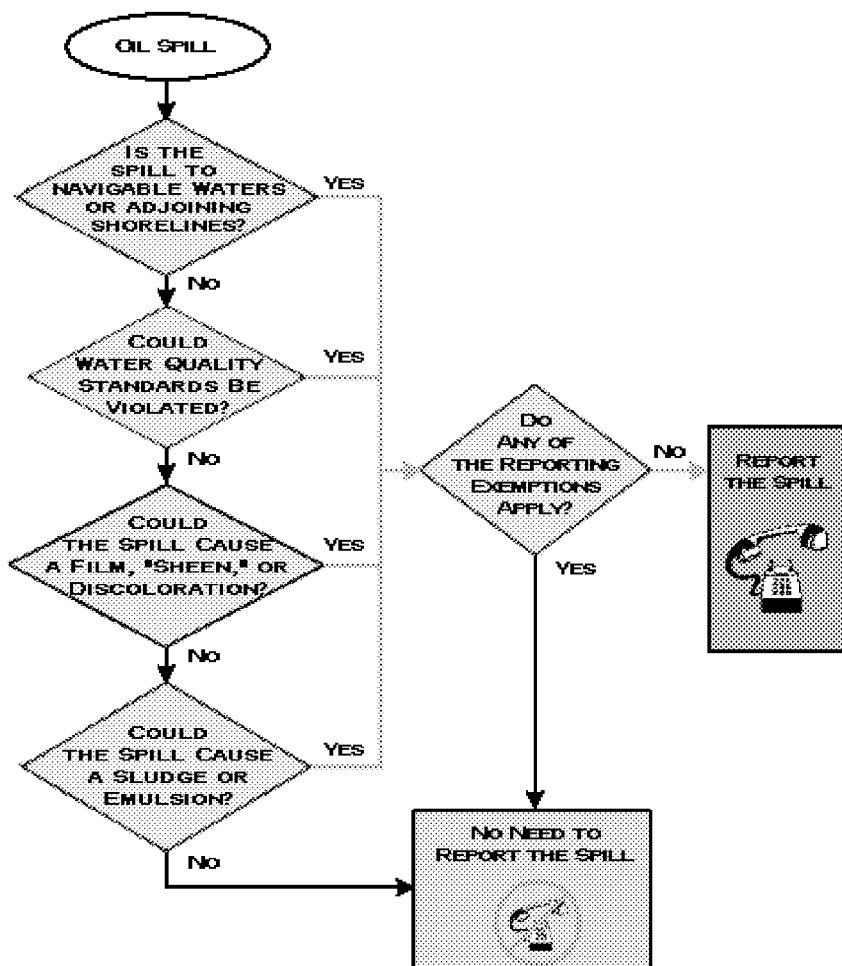 OIL SPILL
IS THE
SPILL TO
NAVIGABLE WATERS
OR ADJOINING
SHORELINES?
YES
NO
COULD
WATER QUALITY
STANDARDS BE
VIOLATED?
YES
NO
COULD
THE SPILL CAUSE
A FILM, "SHEEN," OR
DISCOLORATION?
YES
NO
COULD
THE SPILL CAUSE
A SLUDGE OR
EMULSION?
YES
NO
DO
ANY OF
THE REPORTING
EXEMPTIONS
APPLY?
NO
YES
REPORT
THE SPILL
NO NEED TO
REPORT THE SPILL